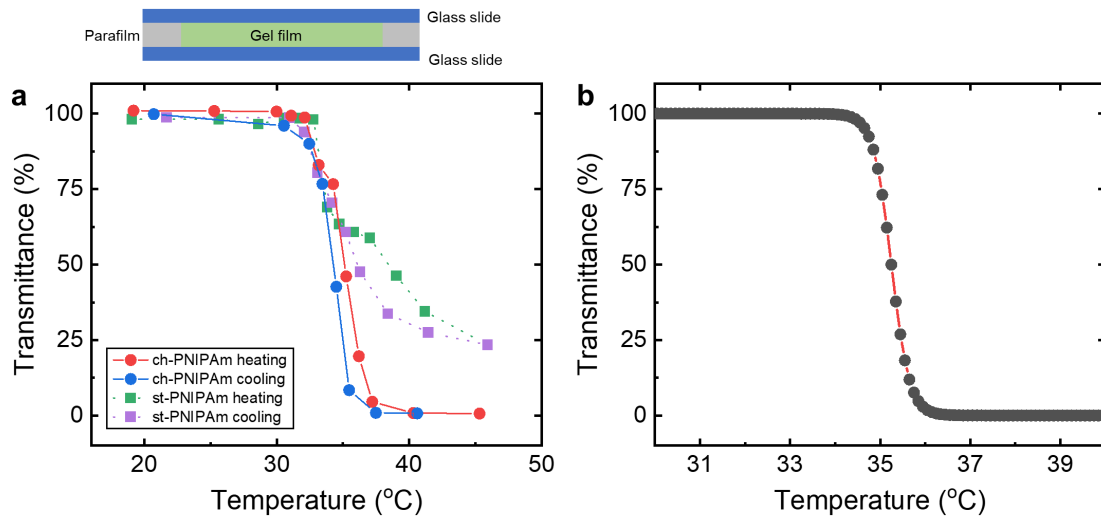 Glass slide
Parafilm
Gel film
Glass slide
a
100
75
50
25
0
Transmittance (%)
ch-PNIPAm heating
ch-PNIPAm cooling
st-PNIPAm heating
st-PNIPAm cooling
20
30
40
50
Temperature (oC)
b
100
75
50
25
0
Transmittance (%)
31
33
35
37
39
Temperature (oC)